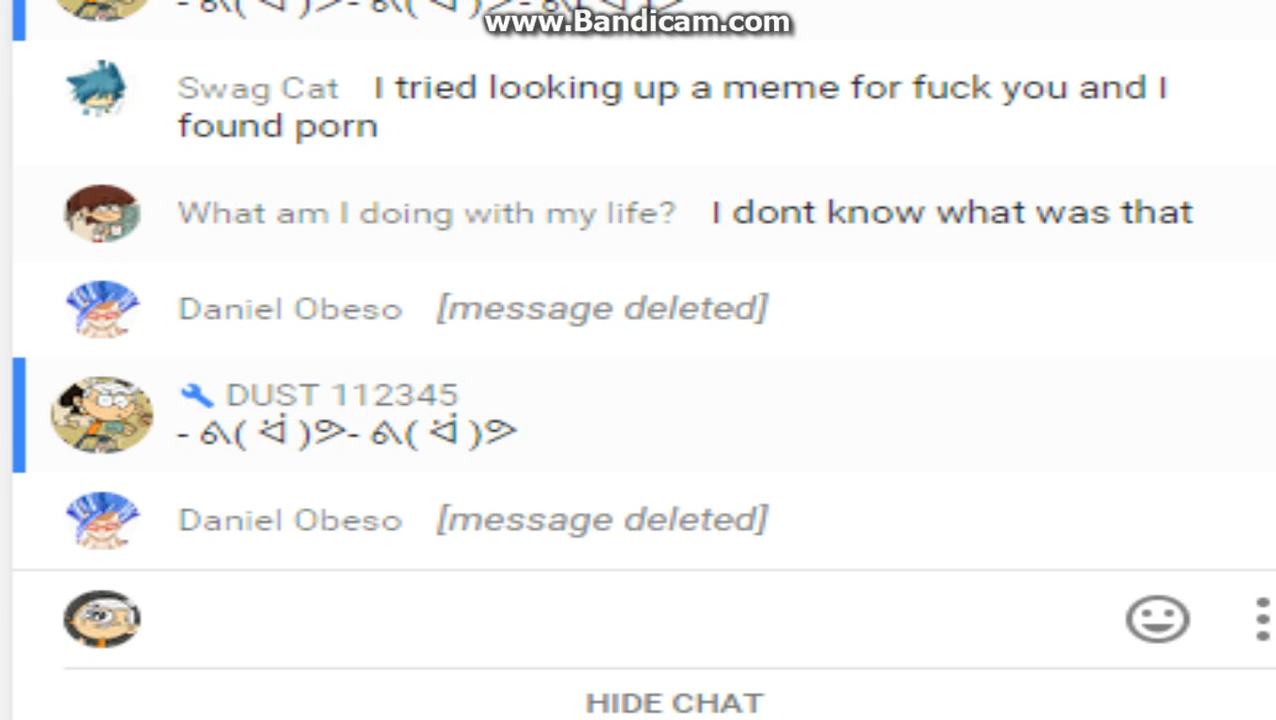 www.Bandicam.com
Swag Cat I tried looking up a meme for fuck you and I
found porn
What am I doing with my life? I dont know what was that
Daniel Obeso [message deleted]
DUST 112345
- ᕕ( ᐛ )ᕗ- ᕕ( ᐛ )ᕗ
Daniel Obeso [message deleted]
HIDE CHAT